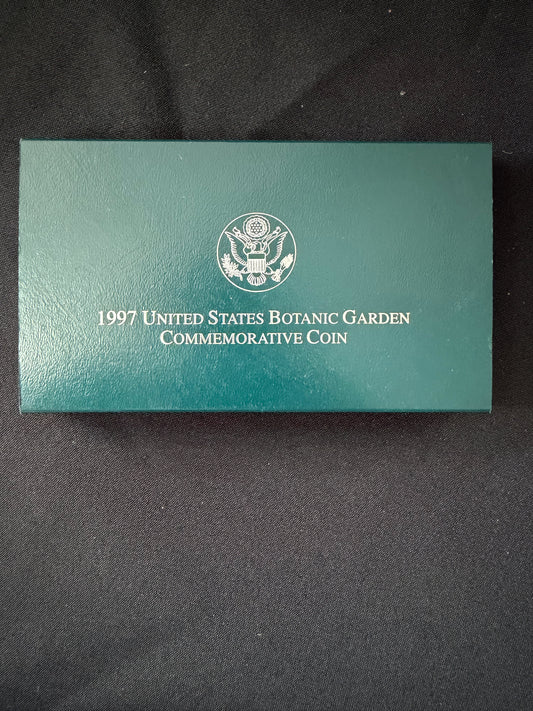 1997 UNITED STATES BOTANIC GARDEN
COMMEMORATIVE COIN